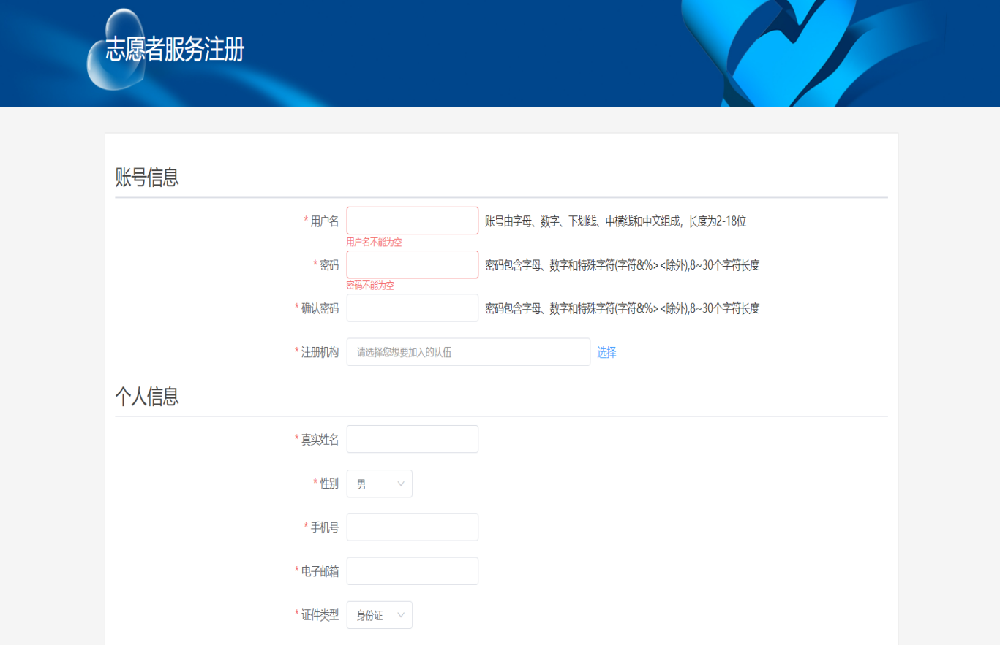 志愿者服务注册
账号信息
* 用户名 账号由字母、数字、下划线、中横线和中文组成，长度为2-18位
用户名不能为空
* 密码 密码包含字母、数字和特殊字符(字符&%><除外),8~30个字符长度
密码不能为空
* 确认密码 密码包含字母、数字和特殊字符(字符&%><除外),8~30个字符长度
* 注册机构 请选择您想要加入的队伍 选择
个人信息
* 真实姓名
* 性别 男
* 手机号
* 电子邮箱
* 证件类型 身份证